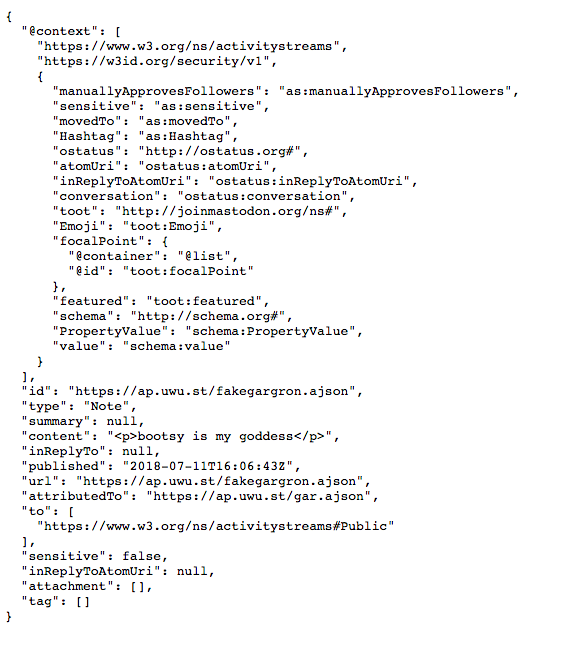 {
  "@context": [
    "https://www.w3.org/ns/activitystreams",
    "https://w3id.org/security/v1",
    {
      "manuallyApprovesFollowers": "as:manuallyApprovesFollowers",
      "sensitive": "as:sensitive",
      "movedTo": "as:movedTo",
      "Hashtag": "as:Hashtag",
      "ostatus": "http://ostatus.org#",
      "atomUri": "ostatus:atomUri",
      "inReplyToAtomUri": "ostatus:inReplyToAtomUri",
      "conversation": "ostatus:conversation",
      "toot": "http://joinmastodon.org/ns#",
      "Emoji": "toot:Emoji",
      "focalPoint": {
        "@container": "@list",
        "@id": "toot:focalPoint"
      },
      "featured": "toot:featured",
      "schema": "http://schema.org#",
      "PropertyValue": "schema:PropertyValue",
      "value": "schema:value"
    }
  ],
  "id": "https://ap.uwu.st/fakegargron.ajson",
  "type": "Note",
  "summary": null,
  "content": "<p>bootsy is my goddess</p>",
  "inReplyTo": null,
  "published": "2018-07-11T16:06:43Z",
  "url": "https://ap.uwu.st/fakegargron.ajson",
  "attributedTo": "https://ap.uwu.st/gar.ajson",
  "to": [
    "https://www.w3.org/ns/activitystreams#Public"
  ],
  "sensitive": false,
  "inReplyToAtomUri": null,
  "attachment": [],
  "tag": []
}